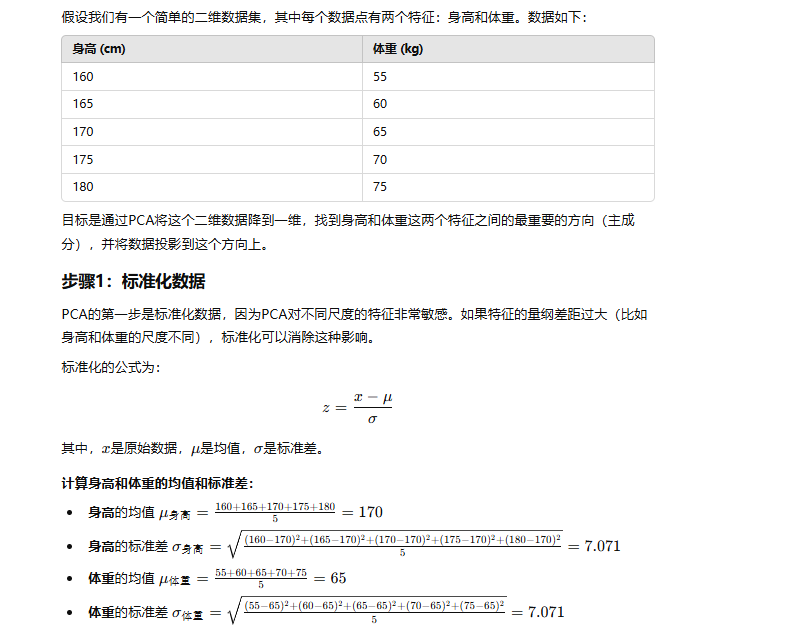 假设我们有一个简单的二维数据集，其中每个数据点有两个特征：身高和体重。数据如下：
身高 (cm) 体重 (kg)
160 55
165 60
170 65
175 70
180 75
目标是通过PCA将这个二维数据降到一维，找到身高和体重这两个特征之间的最重要的方向（主成
分），并将数据投影到这个方向上。
步骤1：标准化数据
PCA的第一步是标准化数据，因为PCA对不同尺度的特征非常敏感。如果特征的量纲差距过大（比如
身高和体重的尺度不同），标准化可以消除这种影响。
标准化的公式为：
z = (x − μ) / σ
其中，x是原始数据，μ是均值，σ是标准差。
计算身高和体重的均值和标准差：
• 身高的均值 μ身高 = (160+165+170+175+180) / 5 = 170
• 身高的标准差 σ身高 = √(((160−170)²+(165−170)²+(170−170)²+(175−170)²+(180−170)²) / 5) = 7.071
• 体重的均值 μ体重 = (55+60+65+70+75) / 5 = 65
• 体重的标准差 σ体重 = √(((55−65)²+(60−65)²+(65−65)²+(70−65)²+(75−65)²) / 5) = 7.071